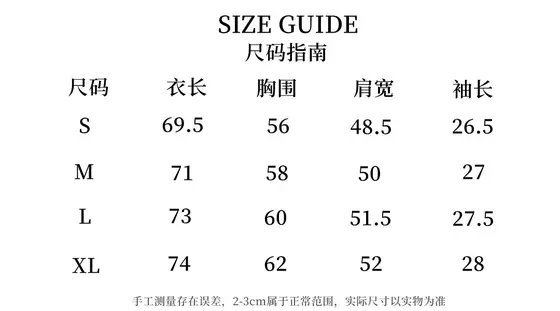 SIZE GUIDE
尺码指南
尺码 衣长 胸围 肩宽 袖长
S 69.5 56 48.5 26.5
M 71 58 50 27
L 73 60 51.5 27.5
XL 74 62 52 28
手工测量存在误差，2-3cm属于正常范围，实际尺寸以实物为准